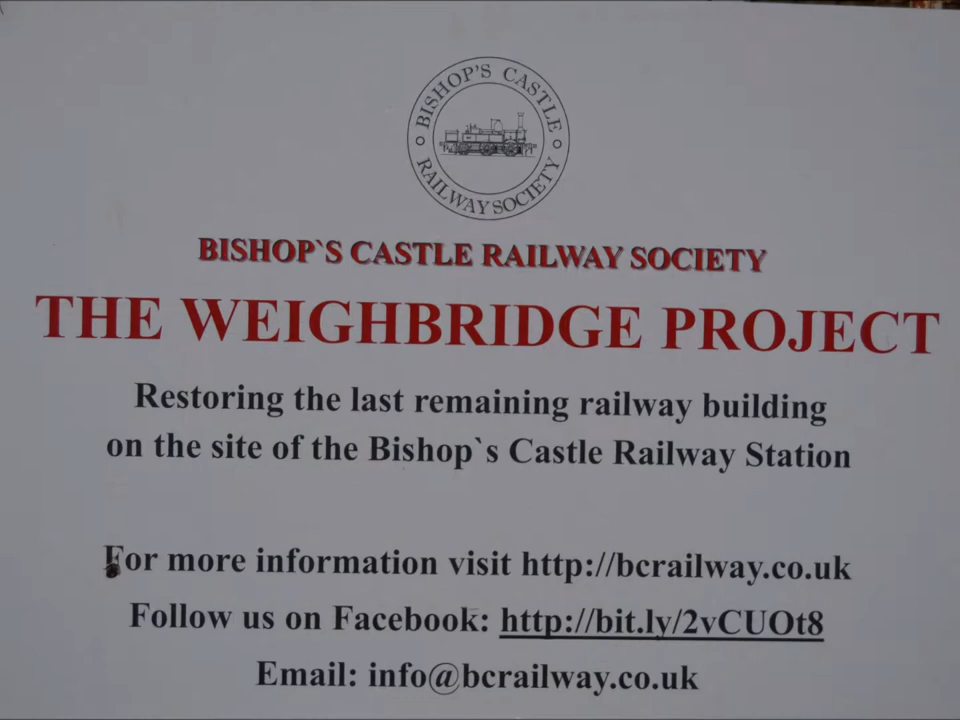 BISHOP'S CASTLE
RAILWAY SOCIETY
BISHOP`S CASTLE RAILWAY SOCIETY
THE WEIGHBRIDGE PROJECT
Restoring the last remaining railway building
on the site of the Bishop`s Castle Railway Station
For more information visit http://bcrailway.co.uk
Follow us on Facebook: http://bit.ly/2vCUOt8
Email: info@bcrailway.co.uk